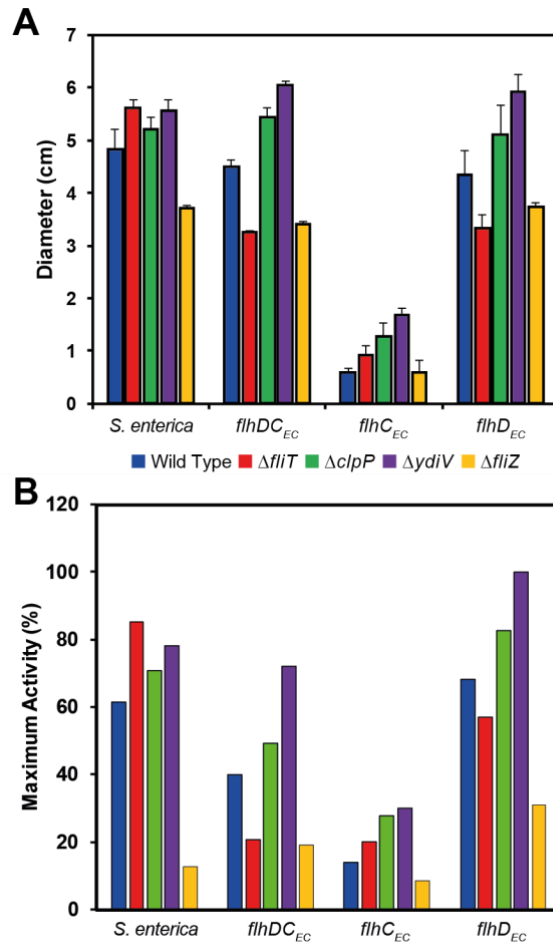 A
7
6
5
4
3
2
1
0
Diameter (cm)
S. enterica flhDC_EC flhC_EC flhD_EC
Wild Type ΔfliT ΔclpP ΔydiV ΔfliZ
B
120
100
80
60
40
20
0
Maximum Activity (%)
S. enterica flhDC_EC flhC_EC flhD_EC